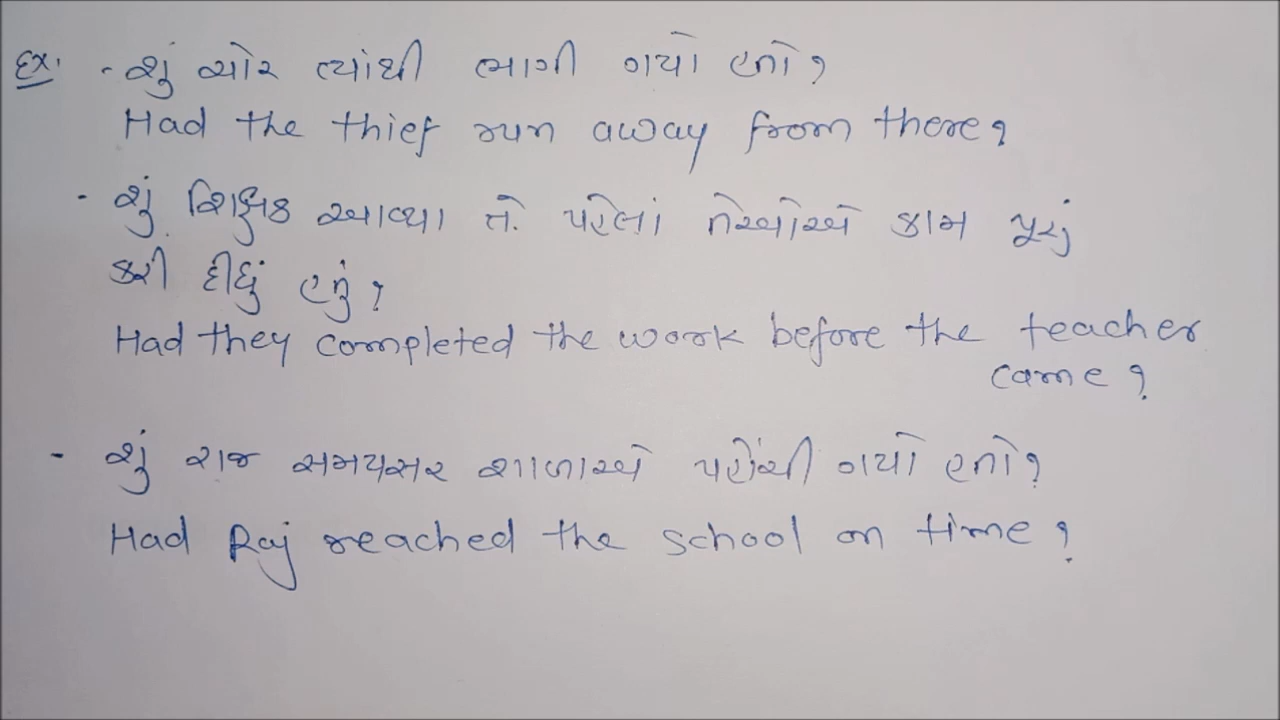 Ex. - શું ચોર ત્યાંથી ભાગી ગયો હતો?
Had the thief run away from there?
- શું શિક્ષક આવ્યા તે પહેલાં તેઓએ કામ પૂરું
કરી દીધું હતું?
Had they completed the work before the teacher
came?
- શું રાજ સમયસર શાળાએ પહોંચી ગયો હતો?
Had Raj reached the school on time?